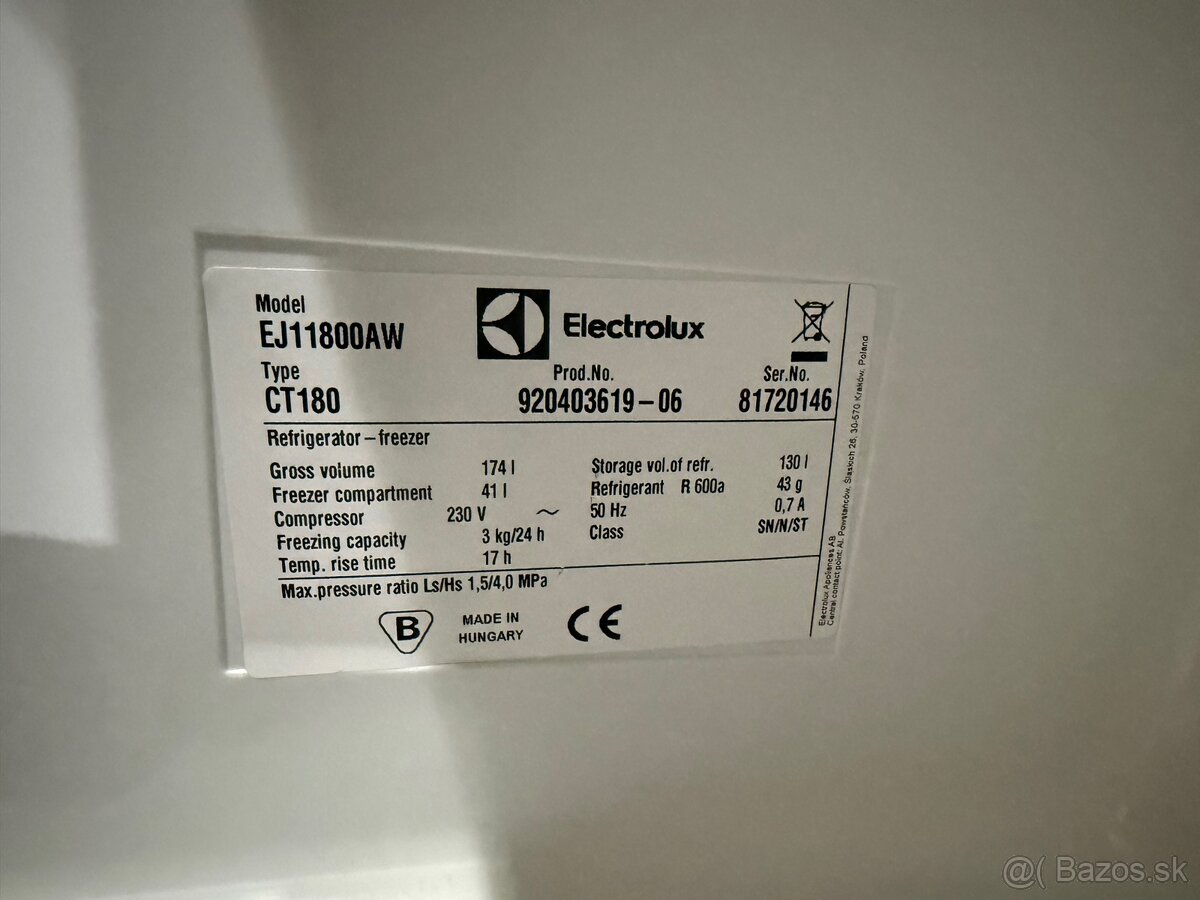 Model
EJ11800AW
Electrolux
Type
CT180
Prod.No.
920403619-06
Ser.No.
81720146
Refrigerator-freezer
Gross volume 174 l
Freezer compartment 41 l
Compressor 230 V ~
Freezing capacity 3 kg/24 h
Temp. rise time 17 h
Storage vol.of refr. 130 l
Refrigerant R 600a 43 g
50 Hz 0,7 A
Class SN/N/ST
Max.pressure ratio Ls/Hs 1,5/4,0 MPa
B
MADE IN
HUNGARY
CE
Electrolux Appliances AB
Central contact point: Al. Powstańców, Śląskich 26, 30-570 Kraków, Poland
@( Bazos.sk